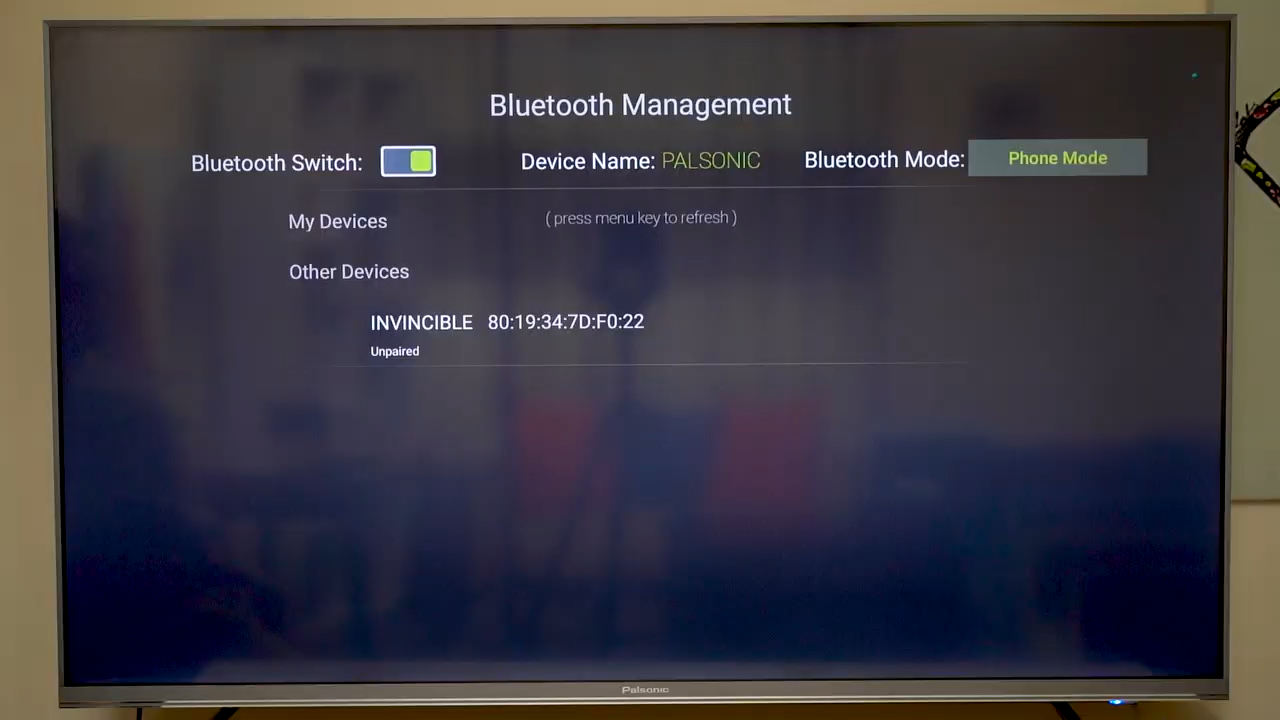 Bluetooth Management
Bluetooth Switch: Device Name: PALSONIC Bluetooth Mode: Phone Mode
My Devices ( press menu key to refresh )
Other Devices
INVINCIBLE 80:19:34:7D:F0:22
Unpaired
Palsonic